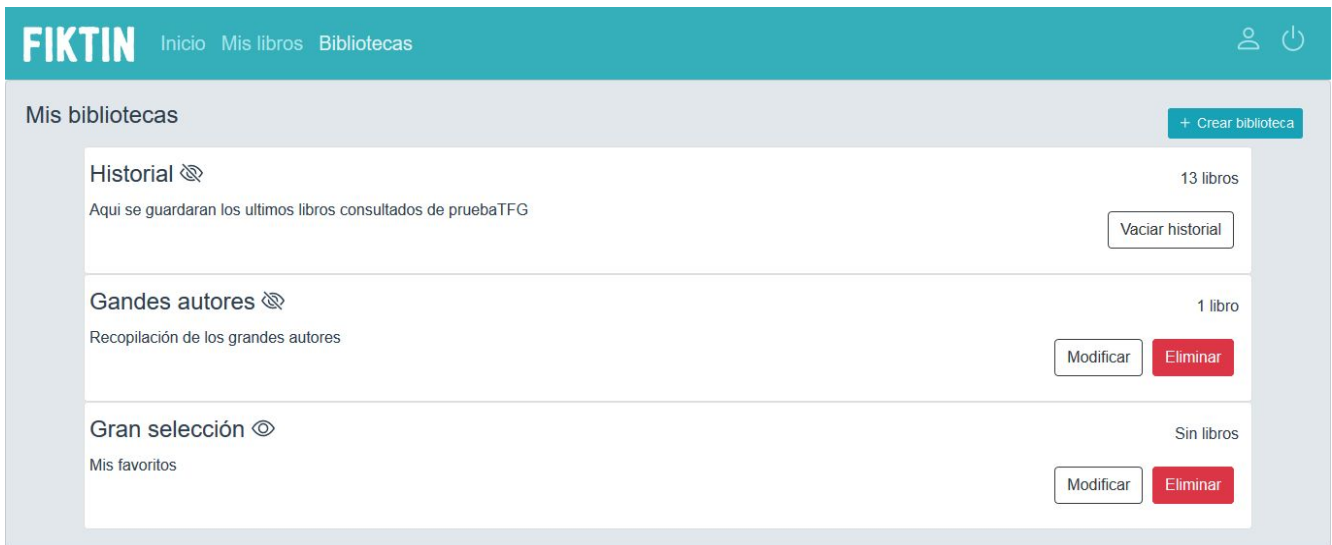 FIKTIN Inicio Mis libros Bibliotecas
Mis bibliotecas
+ Crear biblioteca
Historial
13 libros
Aqui se guardaran los ultimos libros consultados de pruebaTFG
Vaciar historial
Gandes autores
1 libro
Recopilación de los grandes autores
Modificar Eliminar
Gran selección
Sin libros
Mis favoritos
Modificar Eliminar